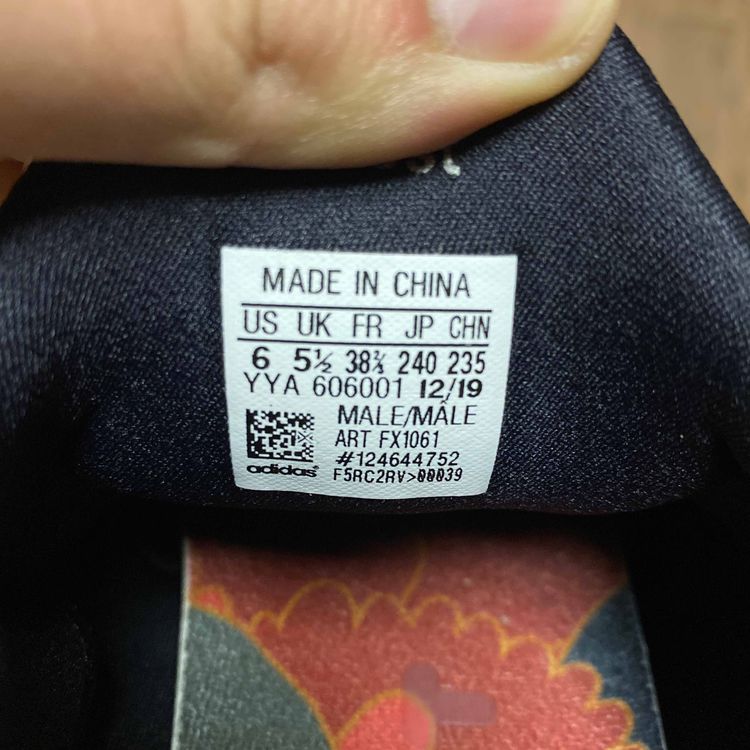 MADE IN CHINA
US UK FR JP CHN
6 5½ 38⅔ 240 235
YYA 606001 12/19
MALE/MÂLE
ART FX1061
#124644752
adidas® F5RC2RV>00039